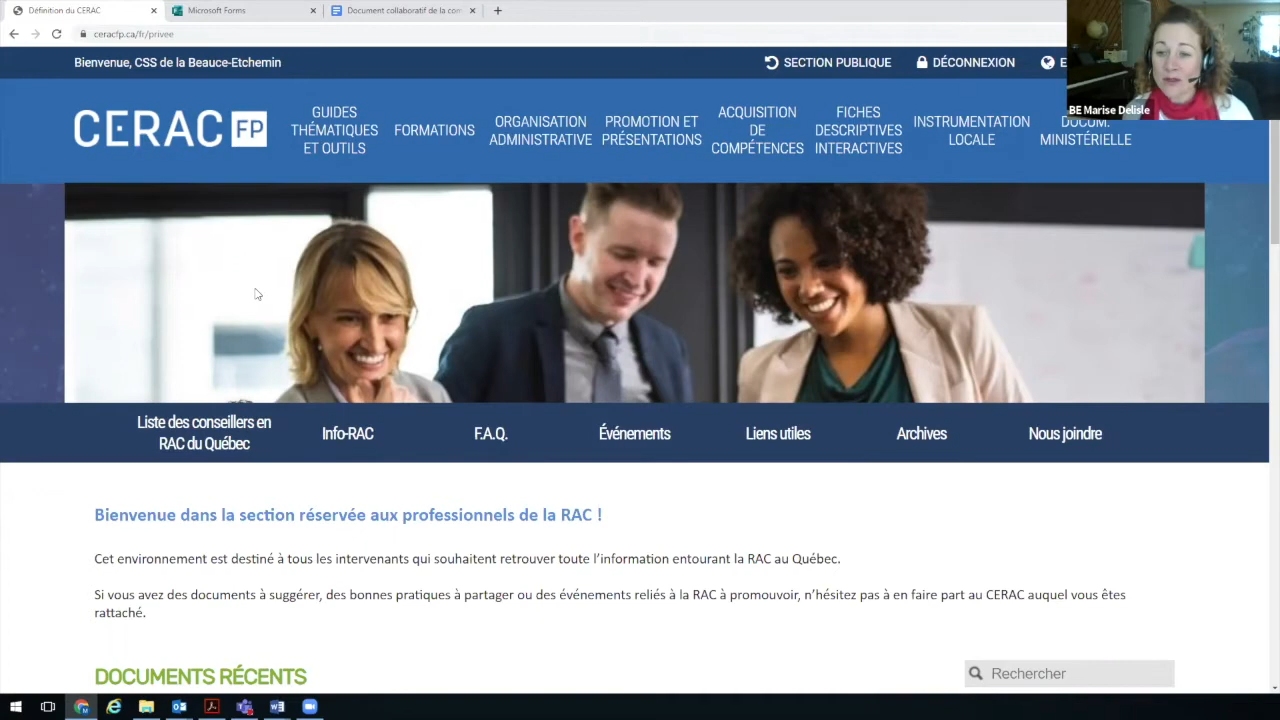 Définition du CERAC
Microsoft Forms
Document collaboratif de la com
ceracfp.ca/fr/privee
Bienvenue, CSS de la Beauce-Etchemin
SECTION PUBLIQUE
DÉCONNEXION
BE Marise Delisle
CERAC FP
GUIDES
THÉMATIQUES
ET OUTILS
FORMATIONS
ORGANISATION
ADMINISTRATIVE
PROMOTION ET
PRÉSENTATIONS
ACQUISITION
DE
COMPÉTENCES
FICHES
DESCRIPTIVES
INTERACTIVES
INSTRUMENTATION
LOCALE
DOCUM.
MINISTÉRIELLE
Liste des conseillers en
RAC du Québec
Info-RAC
F.A.Q.
Événements
Liens utiles
Archives
Nous joindre
Bienvenue dans la section réservée aux professionnels de la RAC !
Cet environnement est destiné à tous les intervenants qui souhaitent retrouver toute l'information entourant la RAC au Québec.
Si vous avez des documents à suggérer, des bonnes pratiques à partager ou des événements reliés à la RAC à promouvoir, n'hésitez pas à en faire part au CERAC auquel vous êtes
rattaché.
DOCUMENTS RÉCENTS
Rechercher